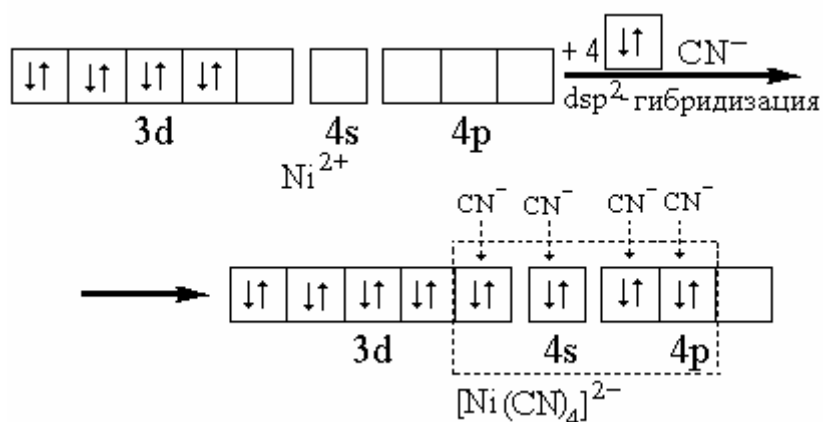 + 4 ↓↑ CN⁻
↓↑ ↓↑ ↓↑ ↓↑
dsp²-гибридизация
3d 4s 4p
Ni²⁺
CN⁻ CN⁻ CN⁻ CN⁻
↓↑ ↓↑ ↓↑ ↓↑ ↓↑ ↓↑ ↓↑ ↓↑
3d 4s 4p
[Ni(CN)₄]²⁻